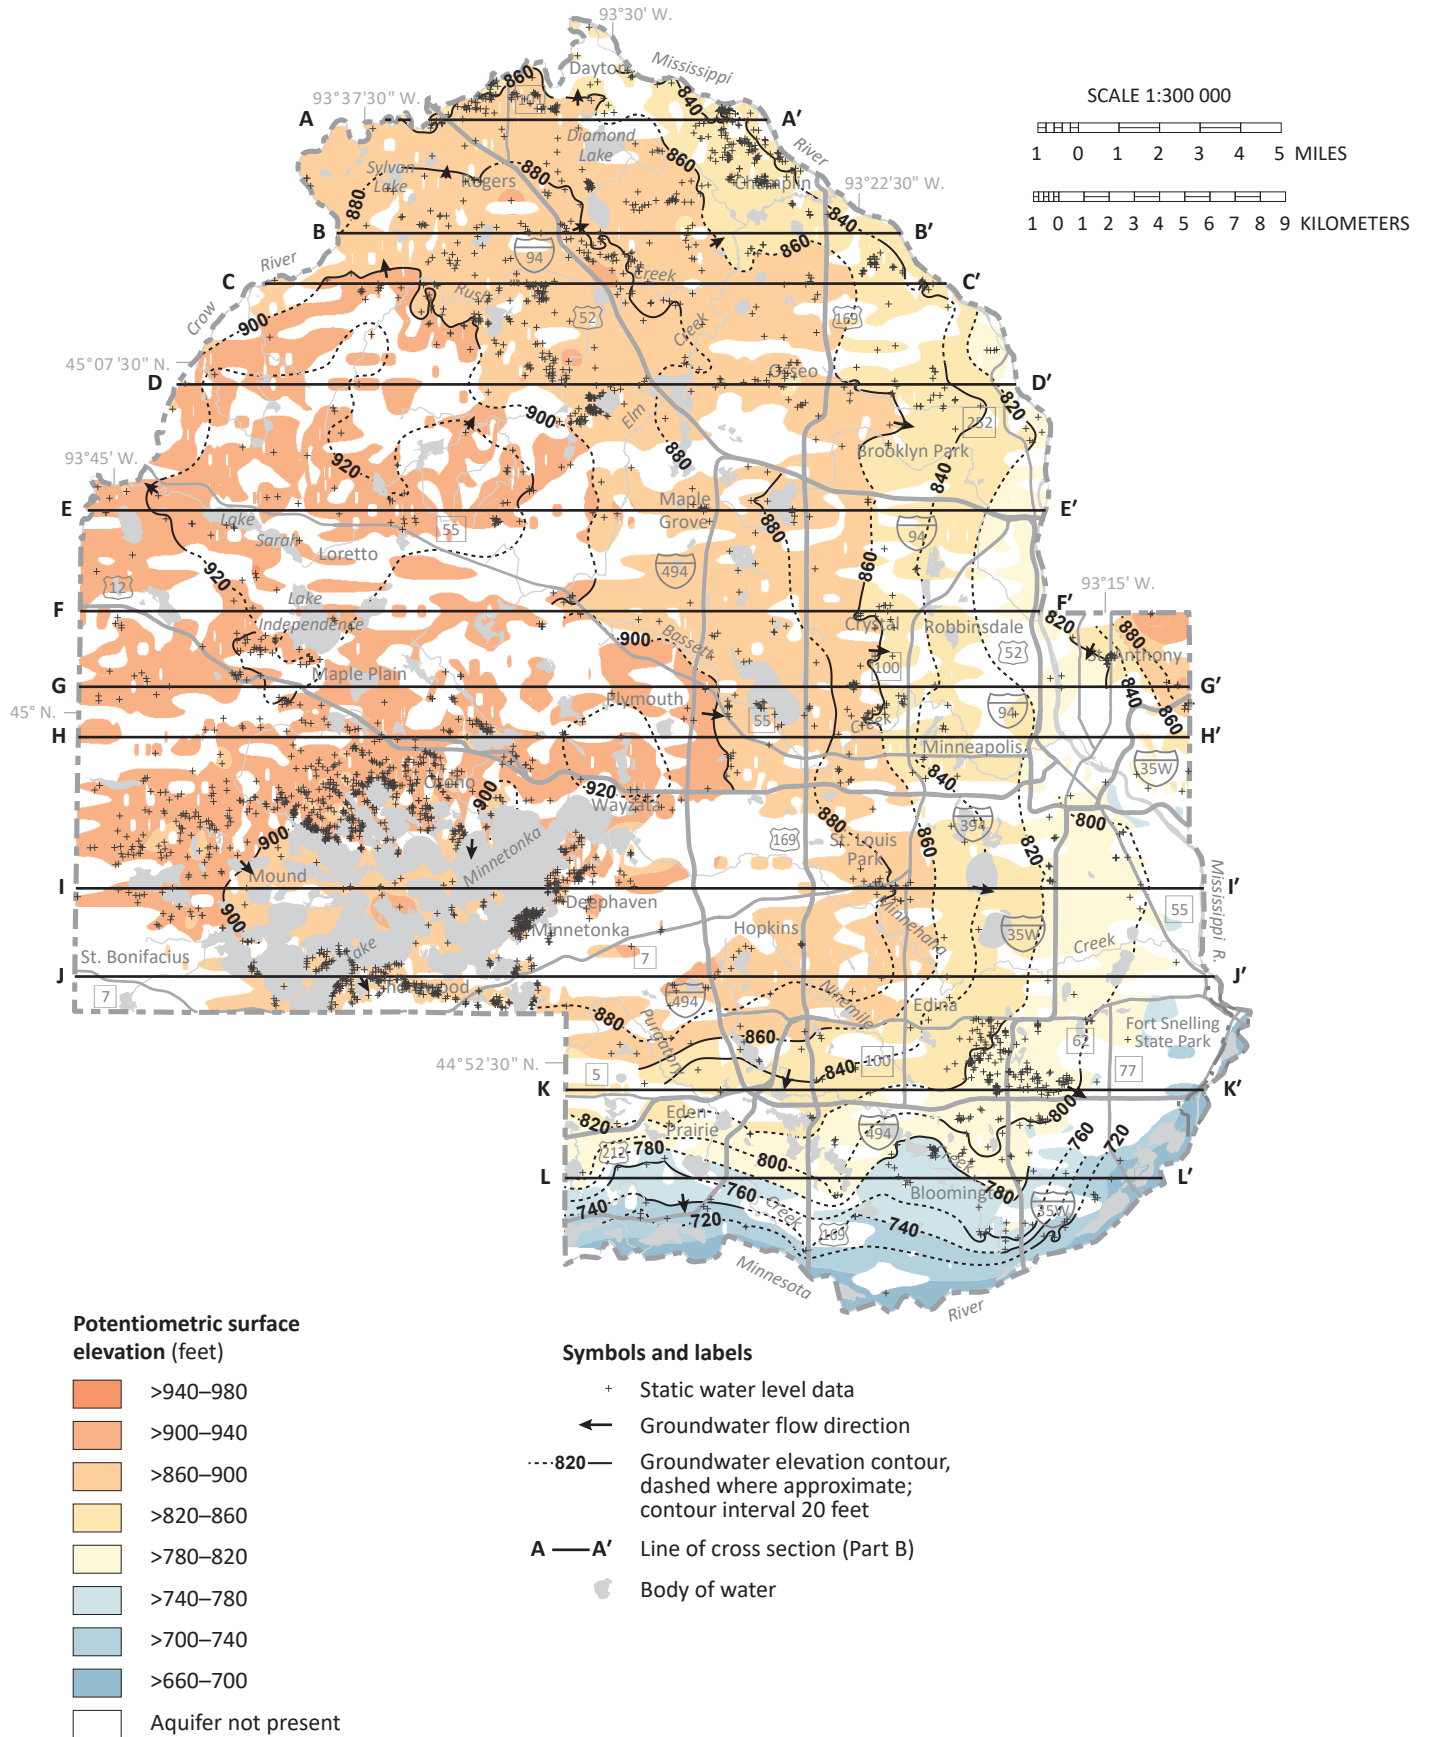 93°30' W.
Dayton
Mississippi
860
93°37'30" W.
101
840
A
A'
Diamond
Lake
River
860
Sylvan
Lake
880
Rogers
Champlin
93°22'30" W.
880
840
B
B'
94
860
River
Creek
C
Rush
C'
Crow
900
52
Creek
169
45°07'30" N.
Osseo
D
D'
820
900
Elm
252
880
Brooklyn Park
93°45' W.
920
840
Maple
Grove
E
E'
Lake
Sarah
55
880
94
Loretto
494
860
12
920
93°15' W.
Lake
Independence
F
F'
820
880
900
Bassett
Crystal
Robbinsdale
52
St. Anthony
100
Maple Plain
G
G'
Plymouth
840
45° N.
55
Creek
94
860
H
H'
Minneapolis
35W
Orono
900
920
840
Wayzata
880
394
800
900
169
St. Louis
Park
860
820
Minnetonka
Mound
I
I'
Mississippi R.
Deephaven
900
Minnehaha
55
Minnetonka
Hopkins
35W
Creek
St. Bonifacius
Lake
7
J
J'
7
Shorewood
494
Ninemile
Edina
880
Purgatory
860
62
Fort Snelling
State Park
44°52'30" N.
5
840
100
77
K
K'
Eden
Prairie
800
820
494
760
720
212
780
800
Creek
L
L'
760
Bloomington
780
740
Creek
35W
720
740
169
Minnesota
River
SCALE 1:300 000
1 0 1 2 3 4 5 MILES
1 0 1 2 3 4 5 6 7 8 9 KILOMETERS
Potentiometric surface
elevation (feet)
>940–980
>900–940
>860–900
>820–860
>780–820
>740–780
>700–740
>660–700
Aquifer not present
Symbols and labels
Static water level data
Groundwater flow direction
820
Groundwater elevation contour,
dashed where approximate;
contour interval 20 feet
A A' Line of cross section (Part B)
Body of water